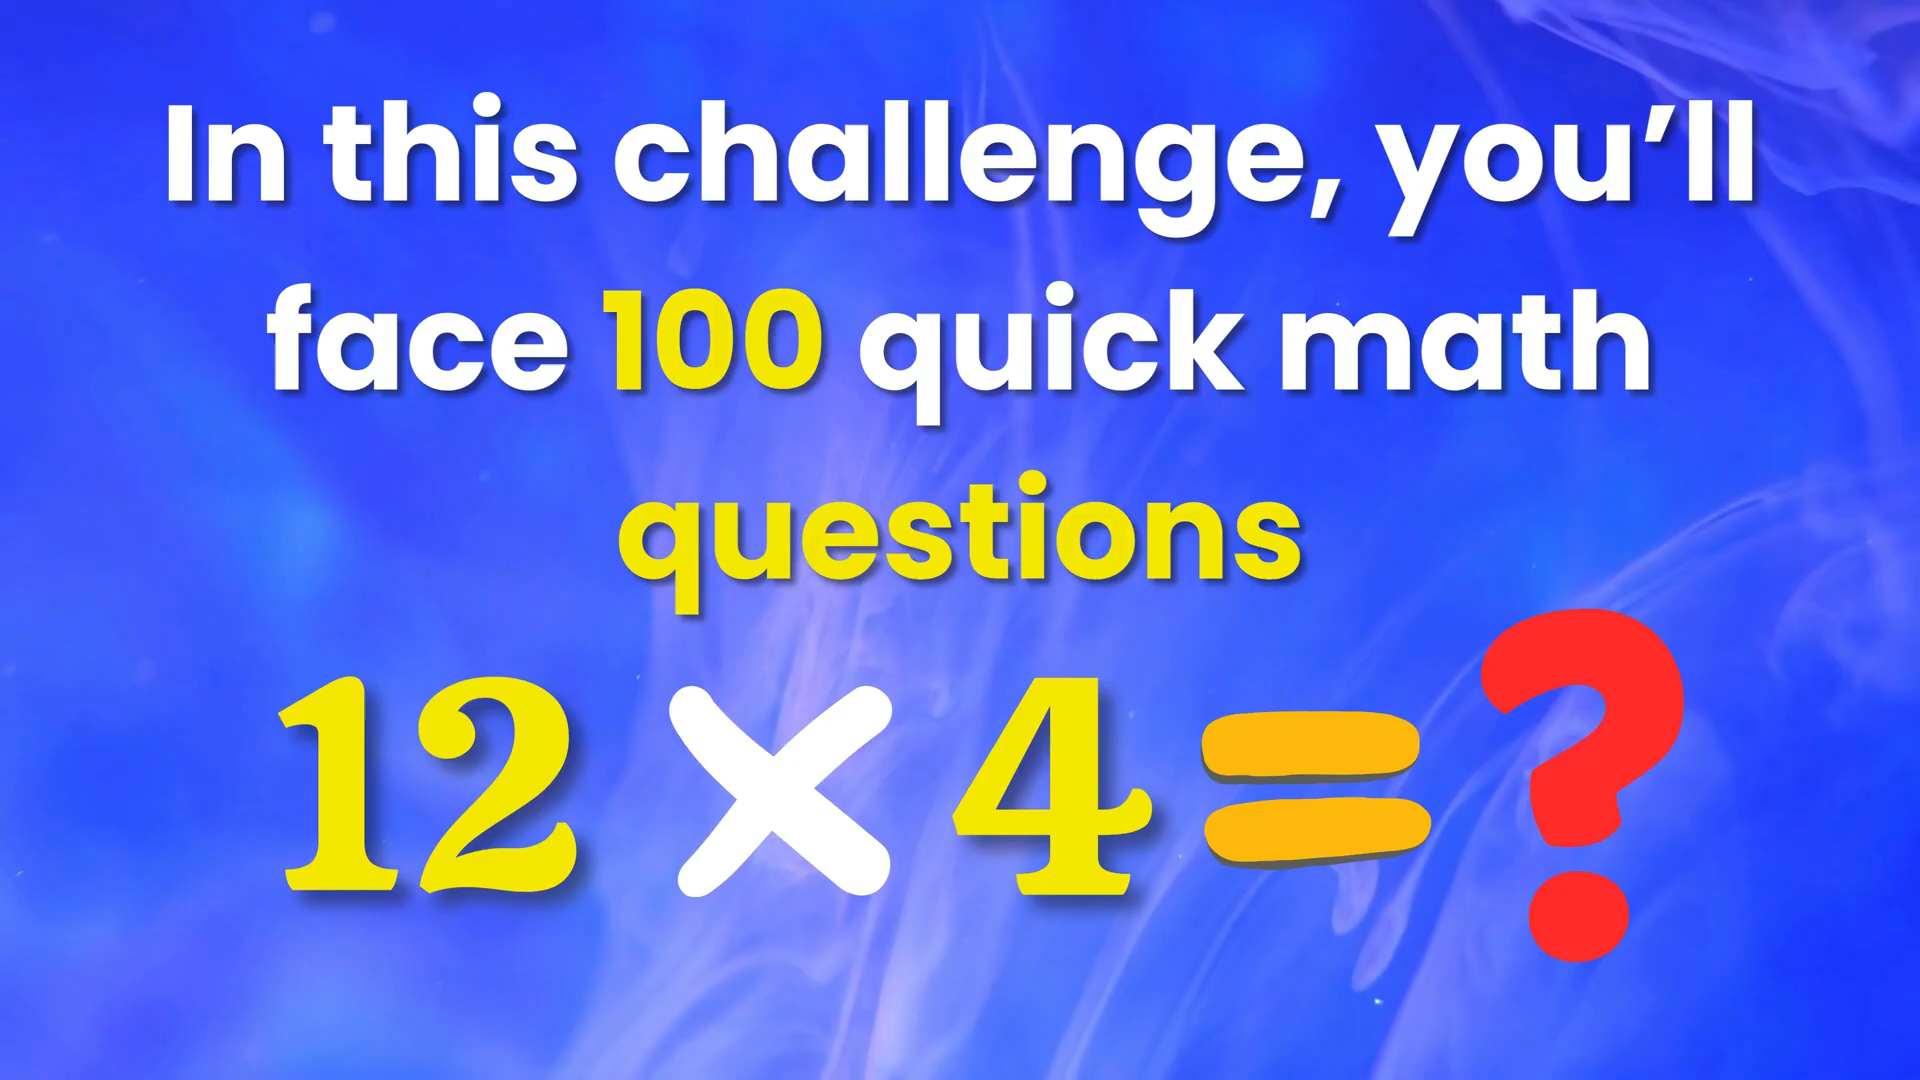 In this challenge, you’ll
face 100 quick math
questions
12 × 4 = ?